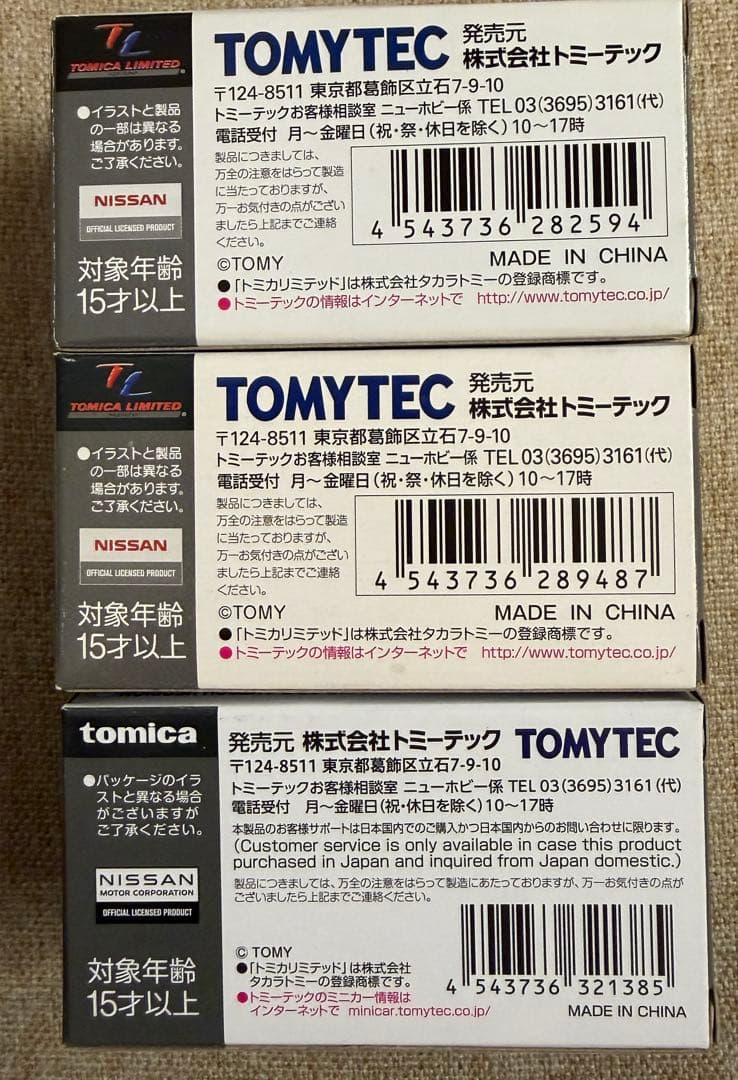 TL
TOMICA LIMITED
●イラストと製品
の一部は異なる
場合があります。
ご了承ください。
NISSAN
OFFICIAL LICENSED PRODUCT
対象年齢
15才以上
TOMYTEC 発売元
株式会社トミーテック
〒124-8511 東京都葛飾区立石7-9-10
トミーテックお客様相談室 ニューホビー係 TEL 03(3695)3161(代)
電話受付 月〜金曜日(祝・祭・休日を除く)10〜17時
製品につきましては、
万全の注意をはらって製造
に当たっておりますが、
万一お気付きの点がござい
ましたら上記までご連絡
ください。
4 543736 282594
©TOMY MADE IN CHINA
●「トミカリミテッド」は株式会社タカラトミーの登録商標です。
●トミーテックの情報はインターネットで http://www.tomytec.co.jp/
TL
TOMICA LIMITED
●イラストと製品
の一部は異なる
場合があります。
ご了承ください。
NISSAN
OFFICIAL LICENSED PRODUCT
対象年齢
15才以上
TOMYTEC 発売元
株式会社トミーテック
〒124-8511 東京都葛飾区立石7-9-10
トミーテックお客様相談室 ニューホビー係 TEL 03(3695)3161(代)
電話受付 月〜金曜日(祝・祭・休日を除く)10〜17時
製品につきましては、
万全の注意をはらって製造
に当たっておりますが、
万一お気付きの点がござい
ましたら上記までご連絡
ください。
4 543736 289487
©TOMY MADE IN CHINA
●「トミカリミテッド」は株式会社タカラトミーの登録商標です。
●トミーテックの情報はインターネットで http://www.tomytec.co.jp/
tomica
●パッケージのイラ
ストと異なる場合
がございますが
ご了承ください。
NISSAN
MOTOR CORPORATION
OFFICIAL LICENSED PRODUCT
対象年齢
15才以上
発売元 株式会社トミーテック TOMYTEC
〒124-8511 東京都葛飾区立石7-9-10
トミーテックお客様相談室 ニューホビー係 TEL 03(3695)3161(代)
電話受付 月〜金曜日(祝・休日を除く)10〜17時
本製品のお客様サポートは日本国内でのご購入かつ日本国内からのお問い合わせに限ります。
(Customer service is only available in case this product
purchased in Japan and inquired from Japan domestic.)
製品につきましては、万全の注意をはらって製造にあたっておりますが、万一お気付きの点が
ございましたら上記までご連絡ください。
© TOMY
●「トミカリミテッド」は株式会社
タカラトミーの登録商標です。
●トミーテックのミニカー情報は
インターネットで minicar.tomytec.co.jp/
4 543736 321385
MADE IN CHINA